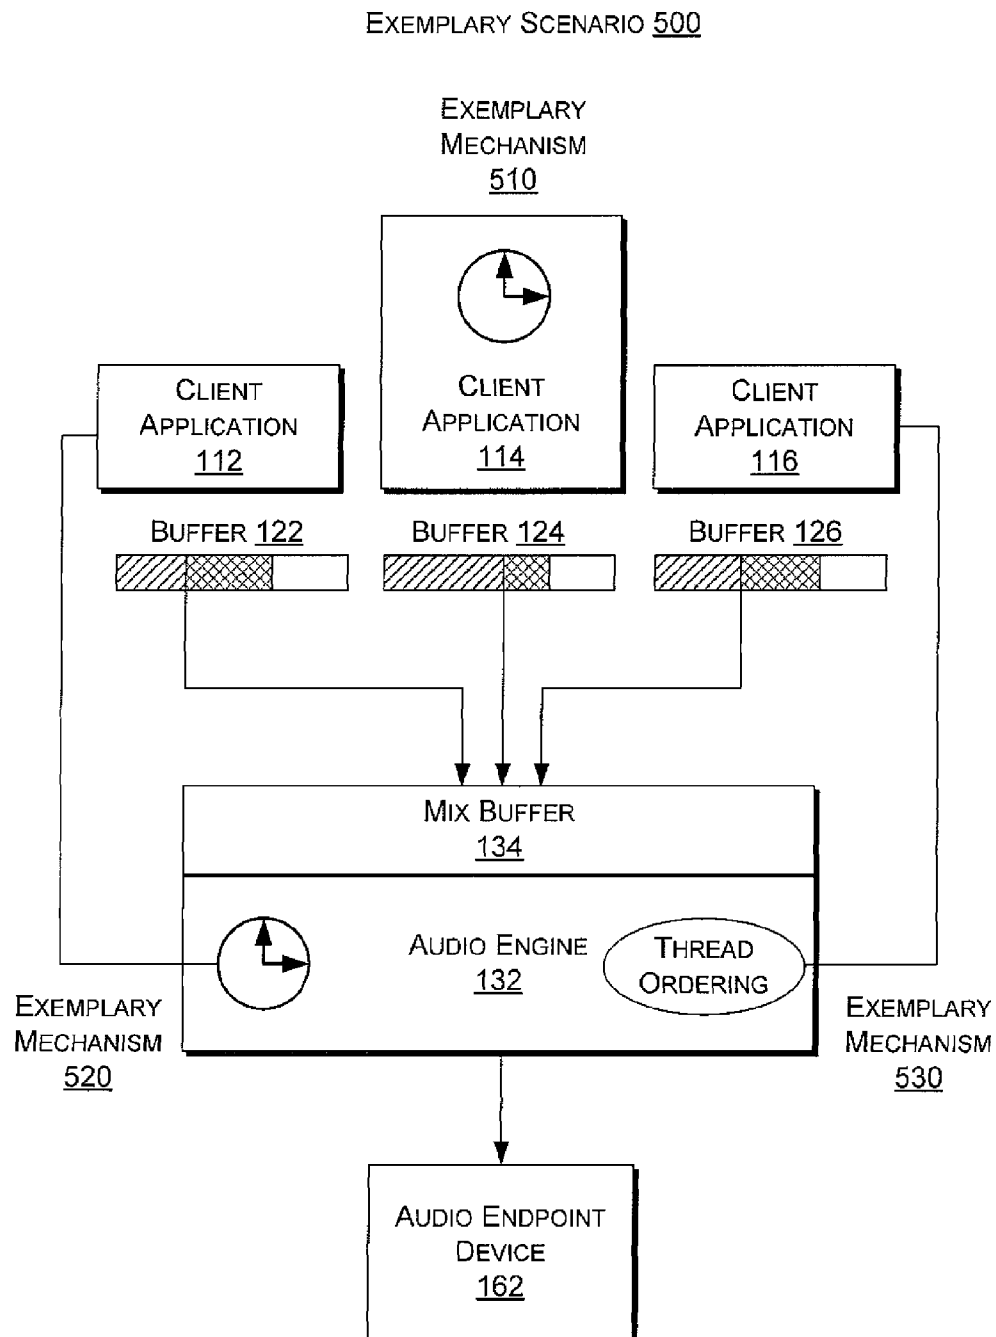 EXEMPLARY SCENARIO 500
EXEMPLARY
MECHANISM
510
CLIENT
APPLICATION
112
CLIENT
APPLICATION
114
CLIENT
APPLICATION
116
BUFFER 122
BUFFER 124
BUFFER 126
MIX BUFFER
134
AUDIO ENGINE
132
THREAD
ORDERING
EXEMPLARY
MECHANISM
520
EXEMPLARY
MECHANISM
530
AUDIO ENDPOINT
DEVICE
162